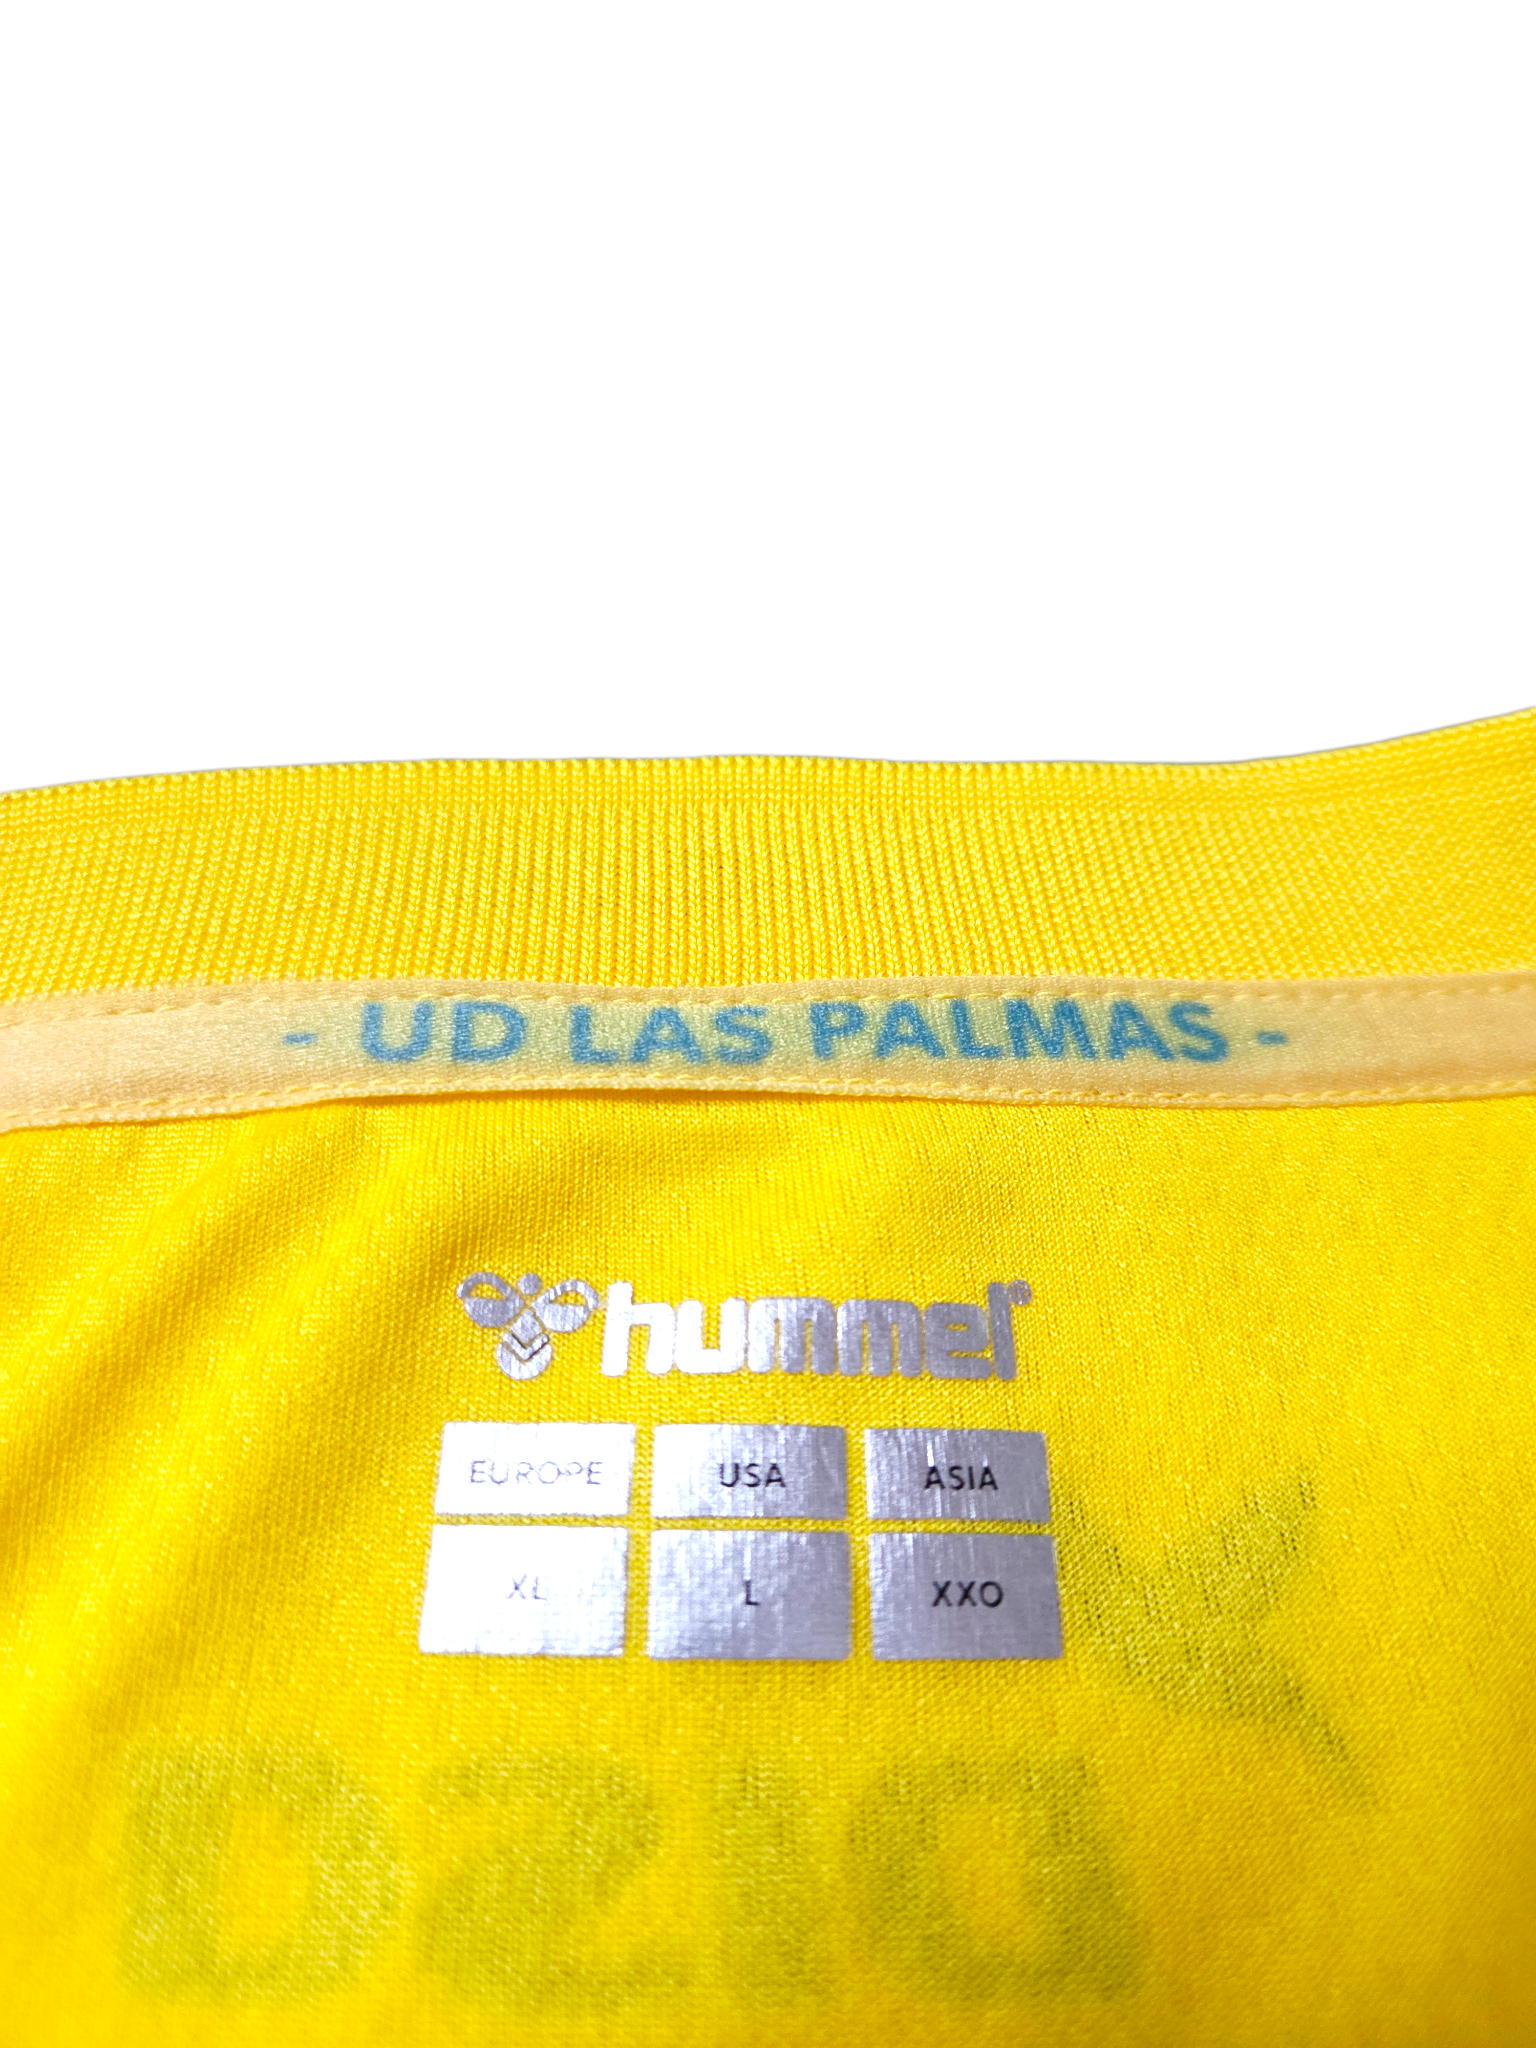 - UD LAS PALMAS -
hummel®
EUROPE USA ASIA
XL L XXO